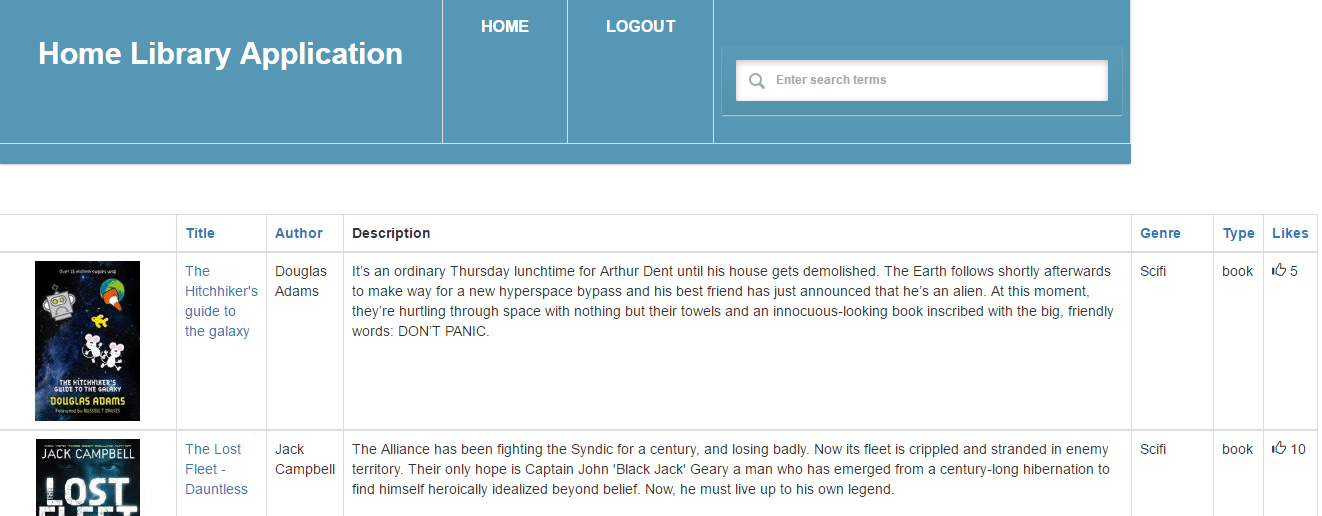 Home Library Application
HOME
LOGOUT
Enter search terms
Title
Author
Description
Genre
Type
Likes
THE HITCHHIKER'S
GUIDE TO THE GALAXY
DOUGLAS ADAMS
Foreword by RUSSELL T DAVIES
The
Hitchhiker's
guide to
the galaxy
Douglas
Adams
It’s an ordinary Thursday lunchtime for Arthur Dent until his house gets demolished. The Earth follows shortly afterwards
to make way for a new hyperspace bypass and his best friend has just announced that he’s an alien. At this moment,
they’re hurtling through space with nothing but their towels and an innocuous-looking book inscribed with the big, friendly
words: DON’T PANIC.
Scifi
book
5
JACK CAMPBELL
THE
LOST
FLEET
The Lost
Fleet -
Dauntless
Jack
Campbell
The Alliance has been fighting the Syndic for a century, and losing badly. Now its fleet is crippled and stranded in enemy
territory. Their only hope is Captain John 'Black Jack' Geary a man who has emerged from a century-long hibernation to
find himself heroically idealized beyond belief. Now, he must live up to his own legend.
Scifi
book
10